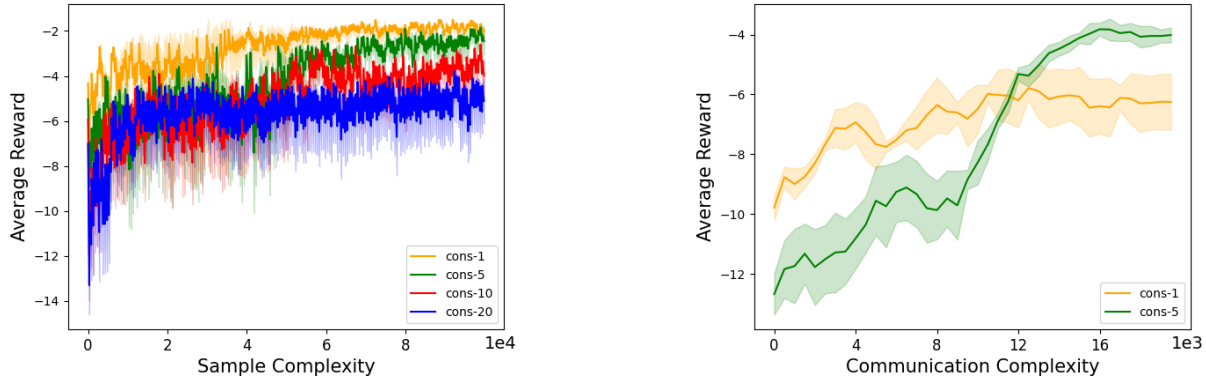 −2
−4
−6
−8
−10
−12
−14
Average Reward
0
2
4
6
8
1e4
Sample Complexity
cons-1
cons-5
cons-10
cons-20
−4
−6
−8
−10
−12
Average Reward
0
4
8
12
16
1e3
Communication Complexity
cons-1
cons-5